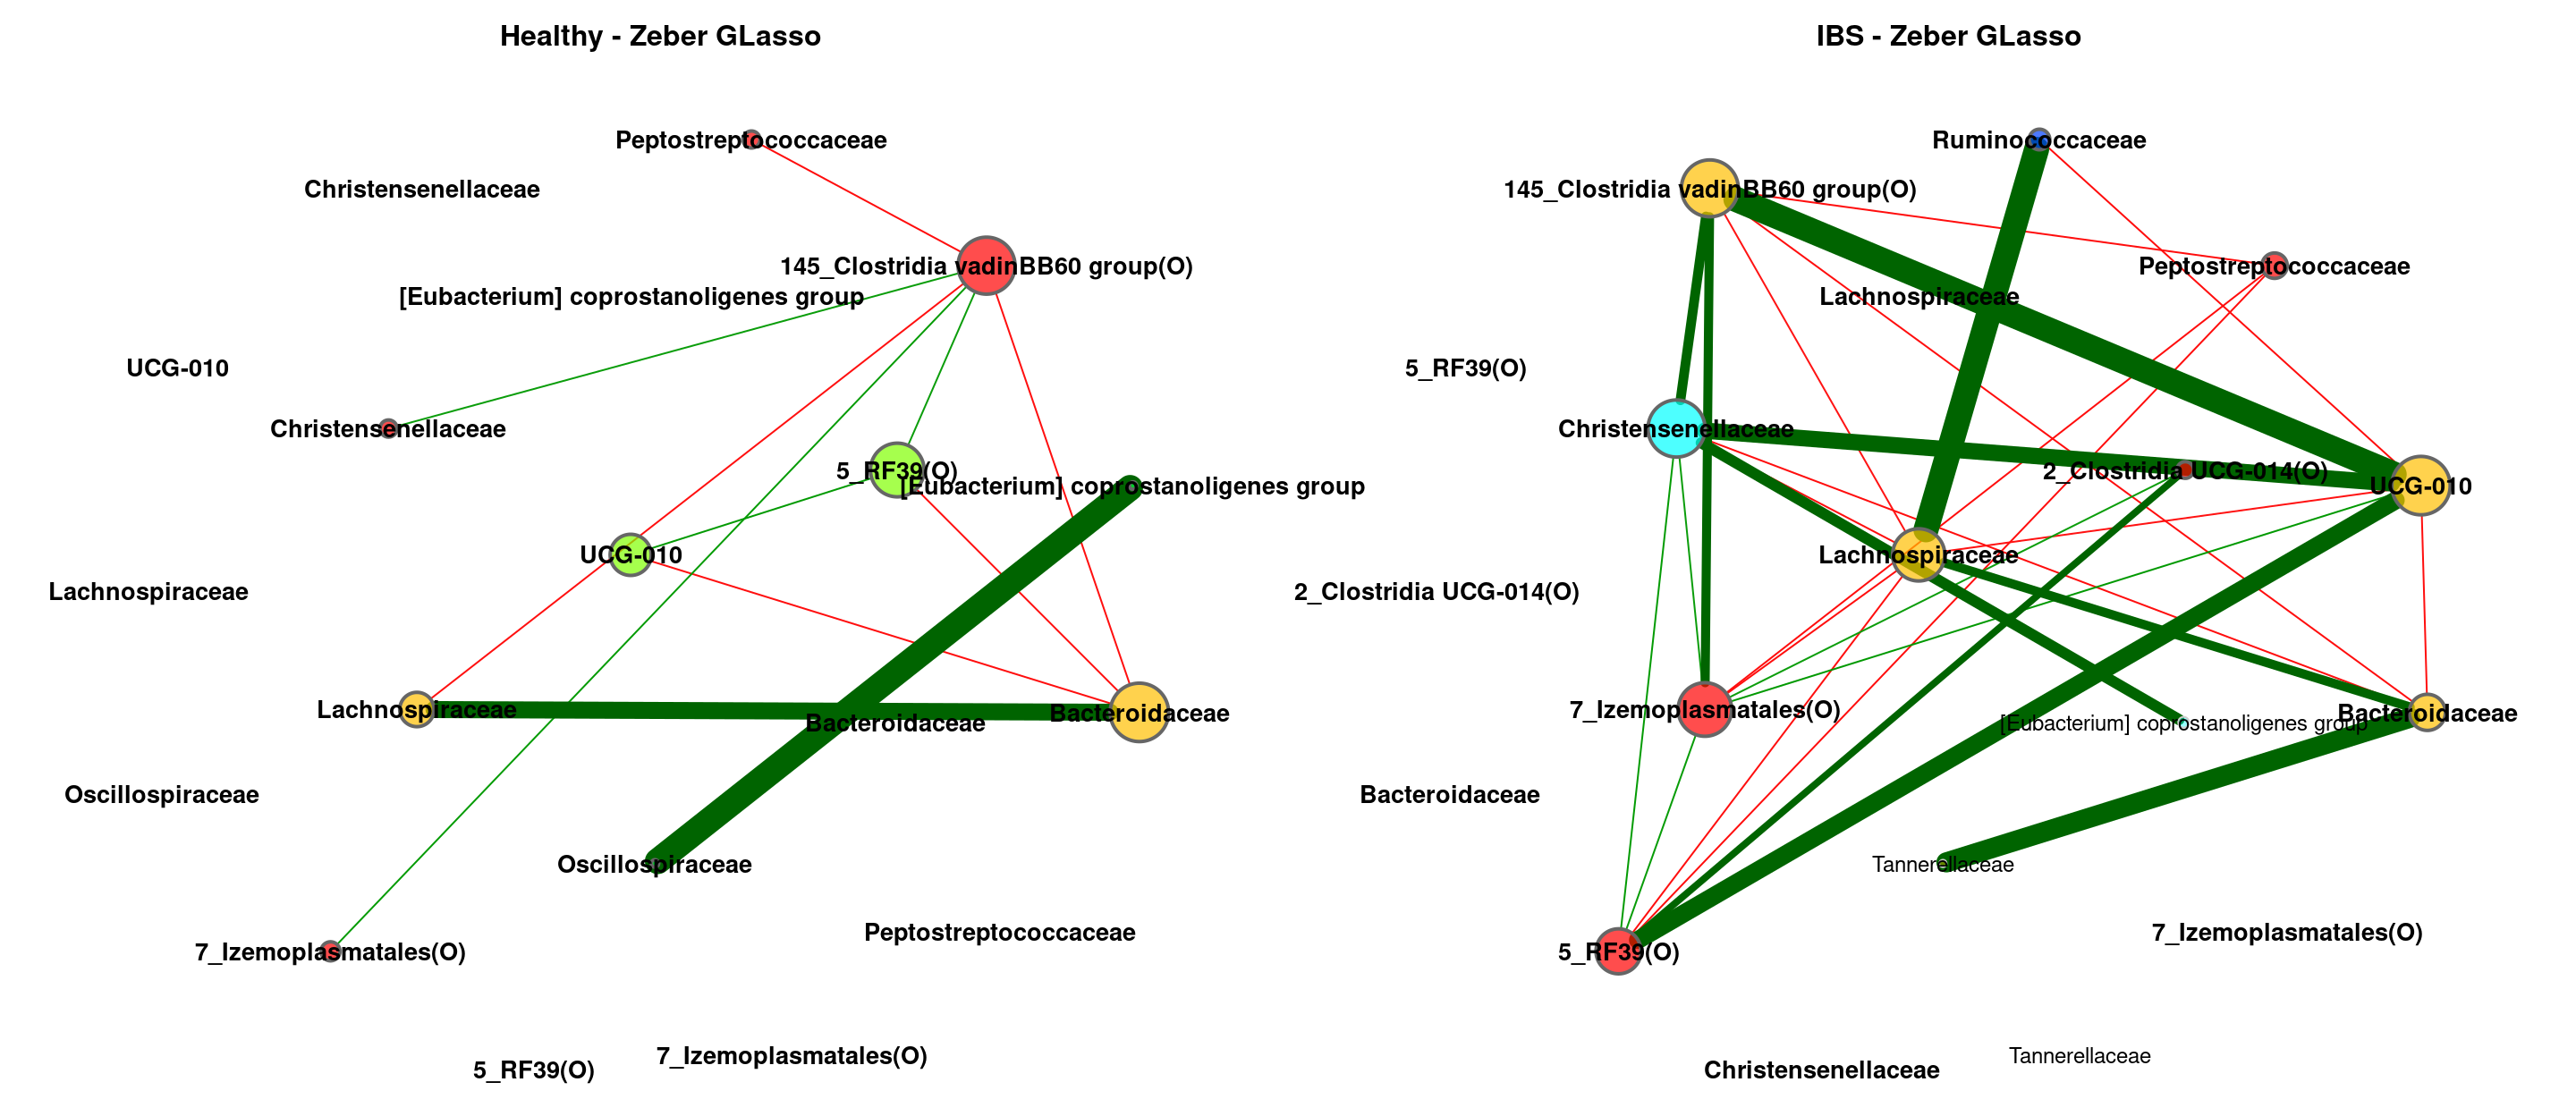 Healthy - Zeber GLasso
Peptostreptococcaceae
Christensenellaceae
145_Clostridia vadinBB60 group(O)
[Eubacterium] coprostanoligenes group
UCG-010
Christensenellaceae
5_RF39(O)
[Eubacterium] coprostanoligenes group
UCG-010
Lachnospiraceae
Lachnospiraceae
Bacteroidaceae
Bacteroidaceae
Oscillospiraceae
Oscillospiraceae
Peptostreptococcaceae
7_Izemoplasmatales(O)
7_Izemoplasmatales(O)
5_RF39(O)
IBS - Zeber GLasso
Ruminococcaceae
145_Clostridia vadinBB60 group(O)
Peptostreptococcaceae
Lachnospiraceae
5_RF39(O)
Christensenellaceae
2_Clostridia UCG-014(O)
UCG-010
Lachnospiraceae
2_Clostridia UCG-014(O)
7_Izemoplasmatales(O)
Bacteroidaceae
[Eubacterium] coprostanoligenes group
Bacteroidaceae
Tannerellaceae
7_Izemoplasmatales(O)
5_RF39(O)
Tannerellaceae
Christensenellaceae